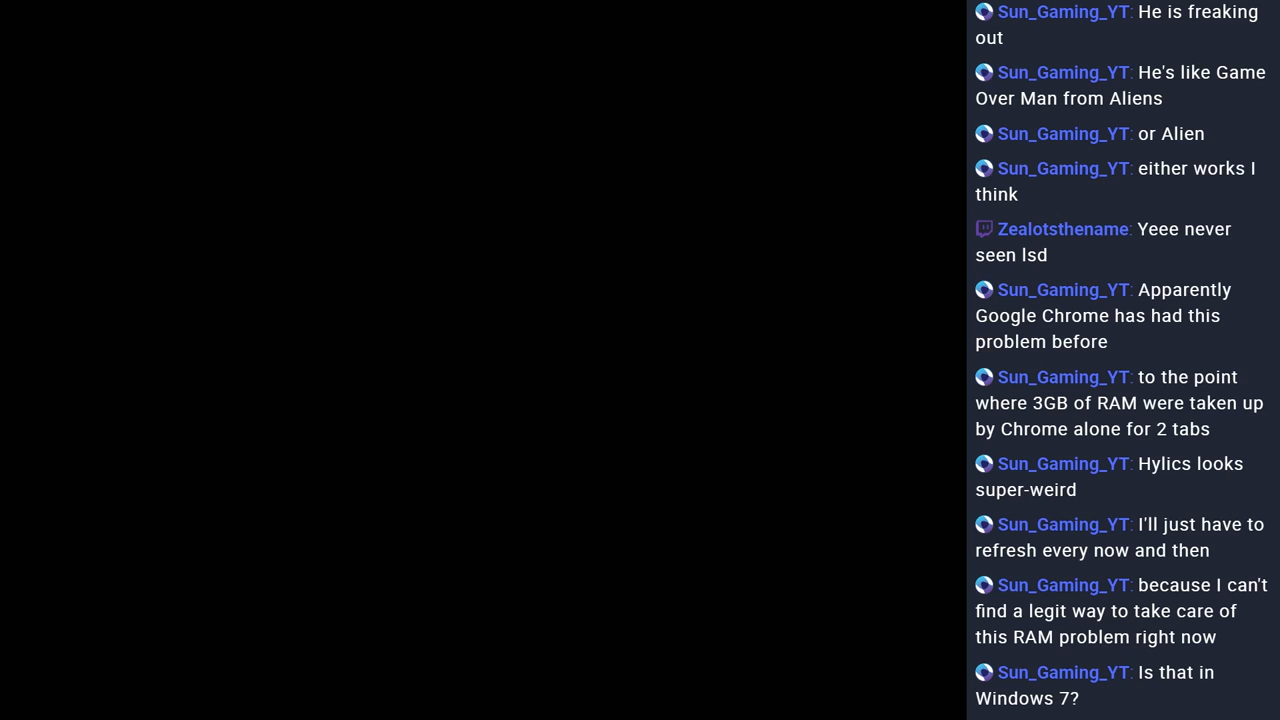 Sun_Gaming_YT: He is freaking
out
Sun_Gaming_YT: He's like Game
Over Man from Aliens
Sun_Gaming_YT: or Alien
Sun_Gaming_YT: either works I
think
Zealotsthename: Yeee never
seen lsd
Sun_Gaming_YT: Apparently
Google Chrome has had this
problem before
Sun_Gaming_YT: to the point
where 3GB of RAM were taken up
by Chrome alone for 2 tabs
Sun_Gaming_YT: Hylics looks
super-weird
Sun_Gaming_YT: I'll just have to
refresh every now and then
Sun_Gaming_YT: because I can't
find a legit way to take care of
this RAM problem right now
Sun_Gaming_YT: Is that in
Windows 7?